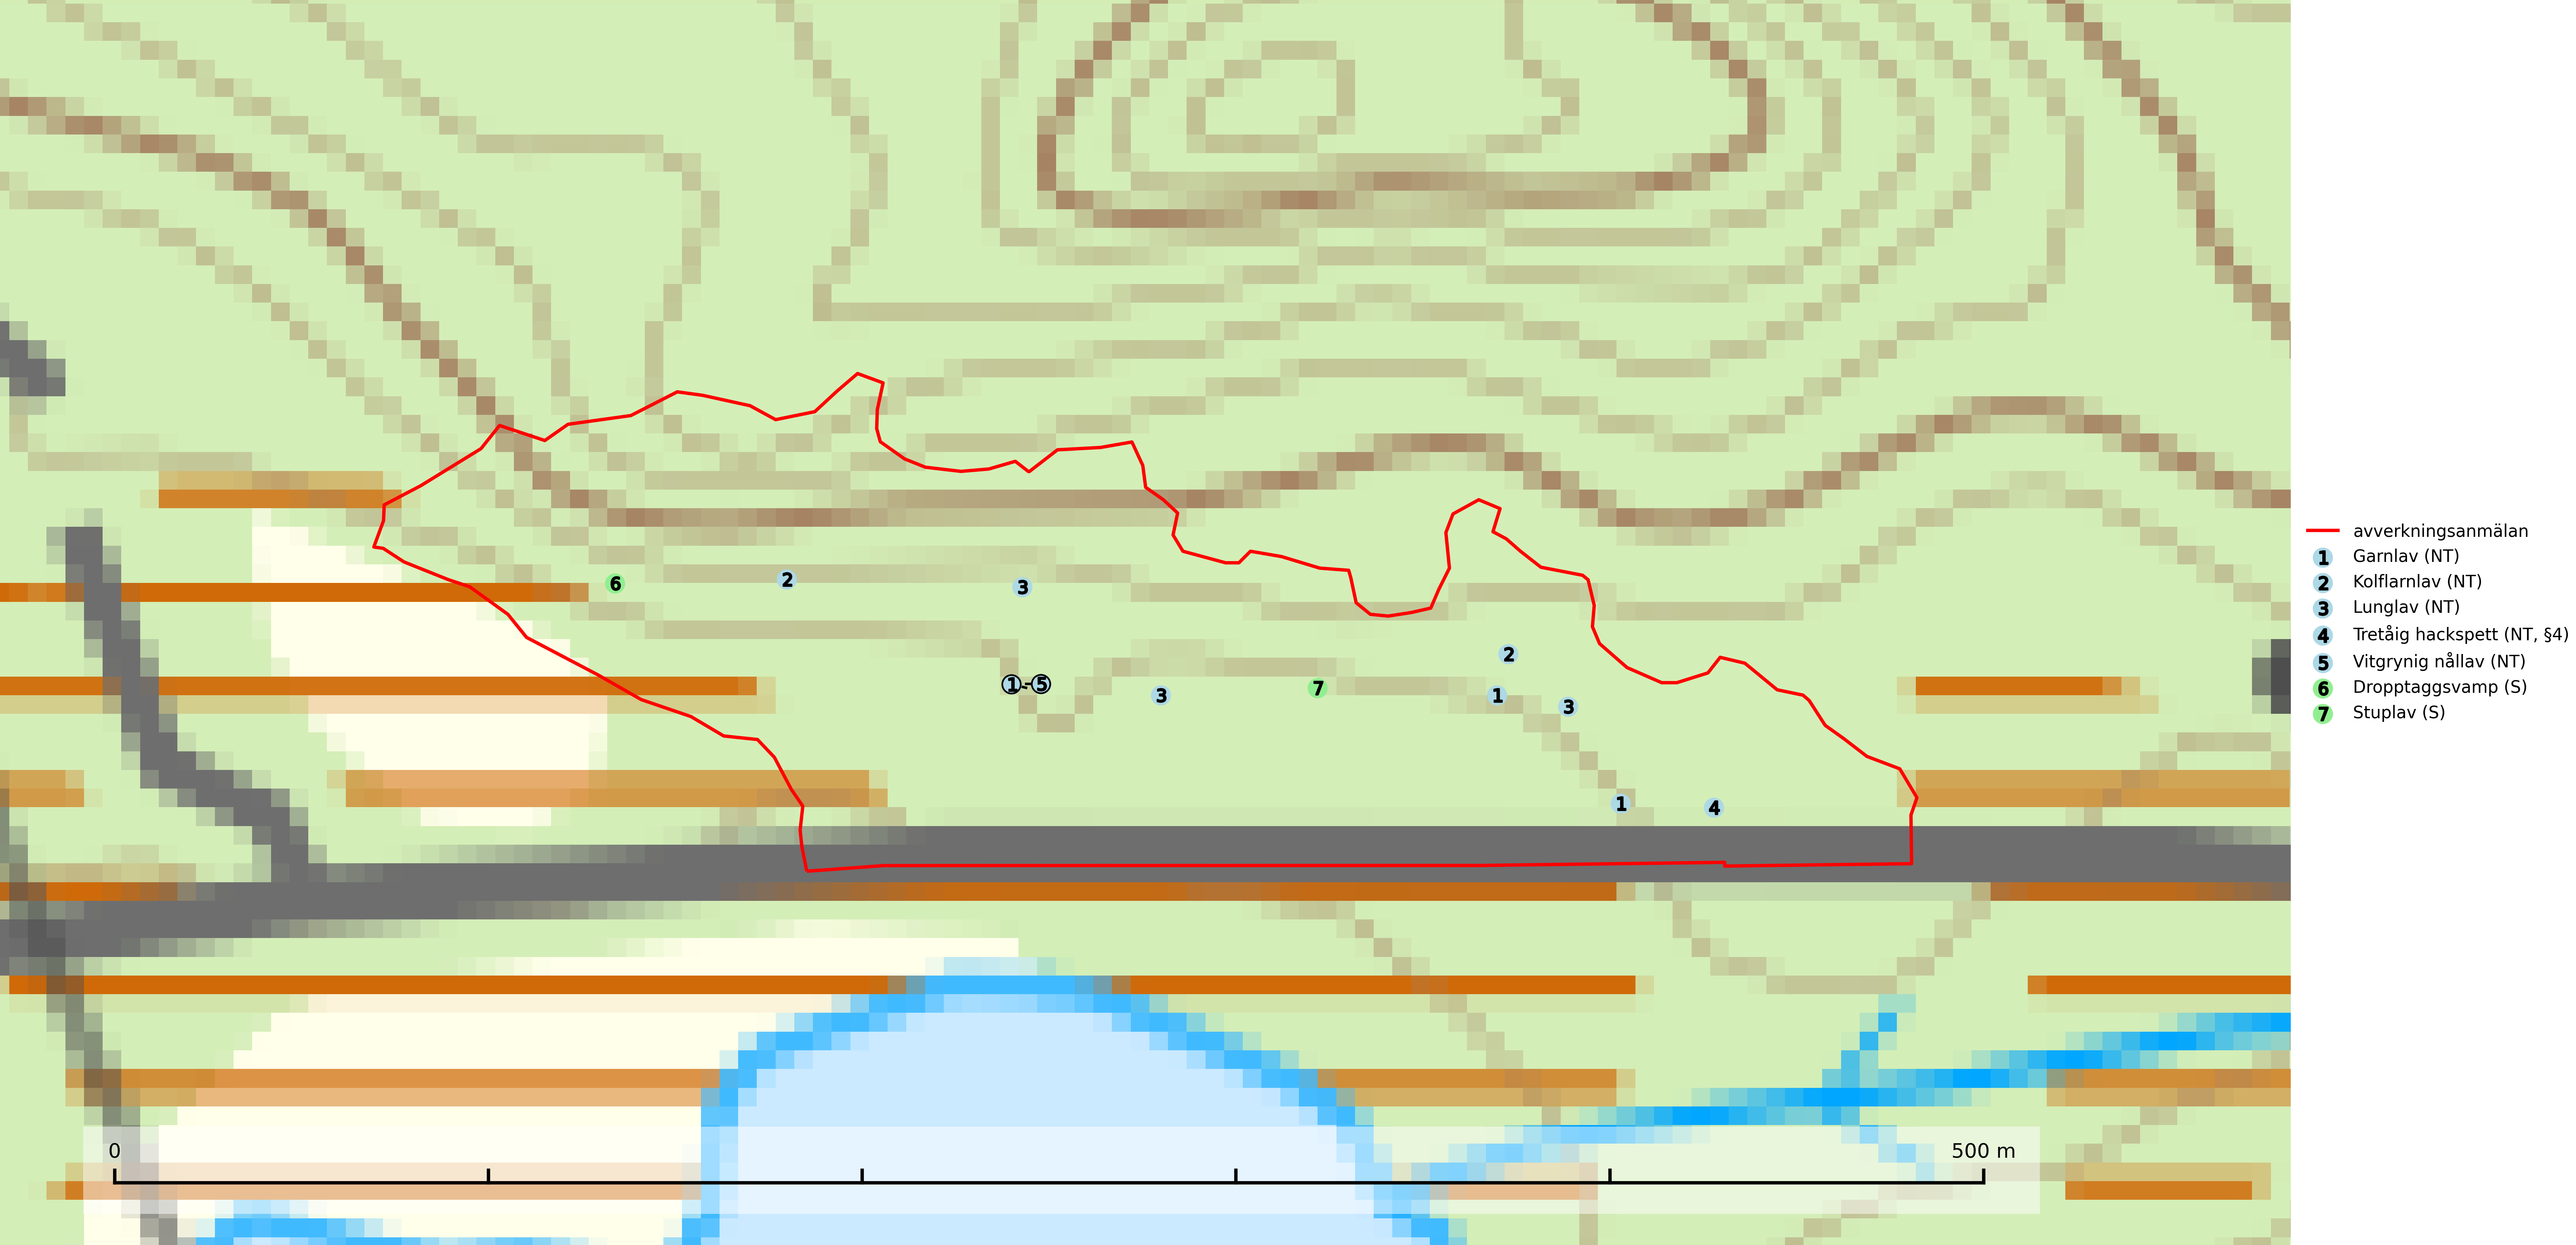 6
2
3
2
1-5
3
7
1
3
1
4
0
500 m
avverkningsanmälan
1 Garnlav (NT)
2 Kolflarnlav (NT)
3 Lunglav (NT)
4 Tretåig hackspett (NT, §4)
5 Vitgrynig nållav (NT)
6 Dropptaggsvamp (S)
7 Stuplav (S)